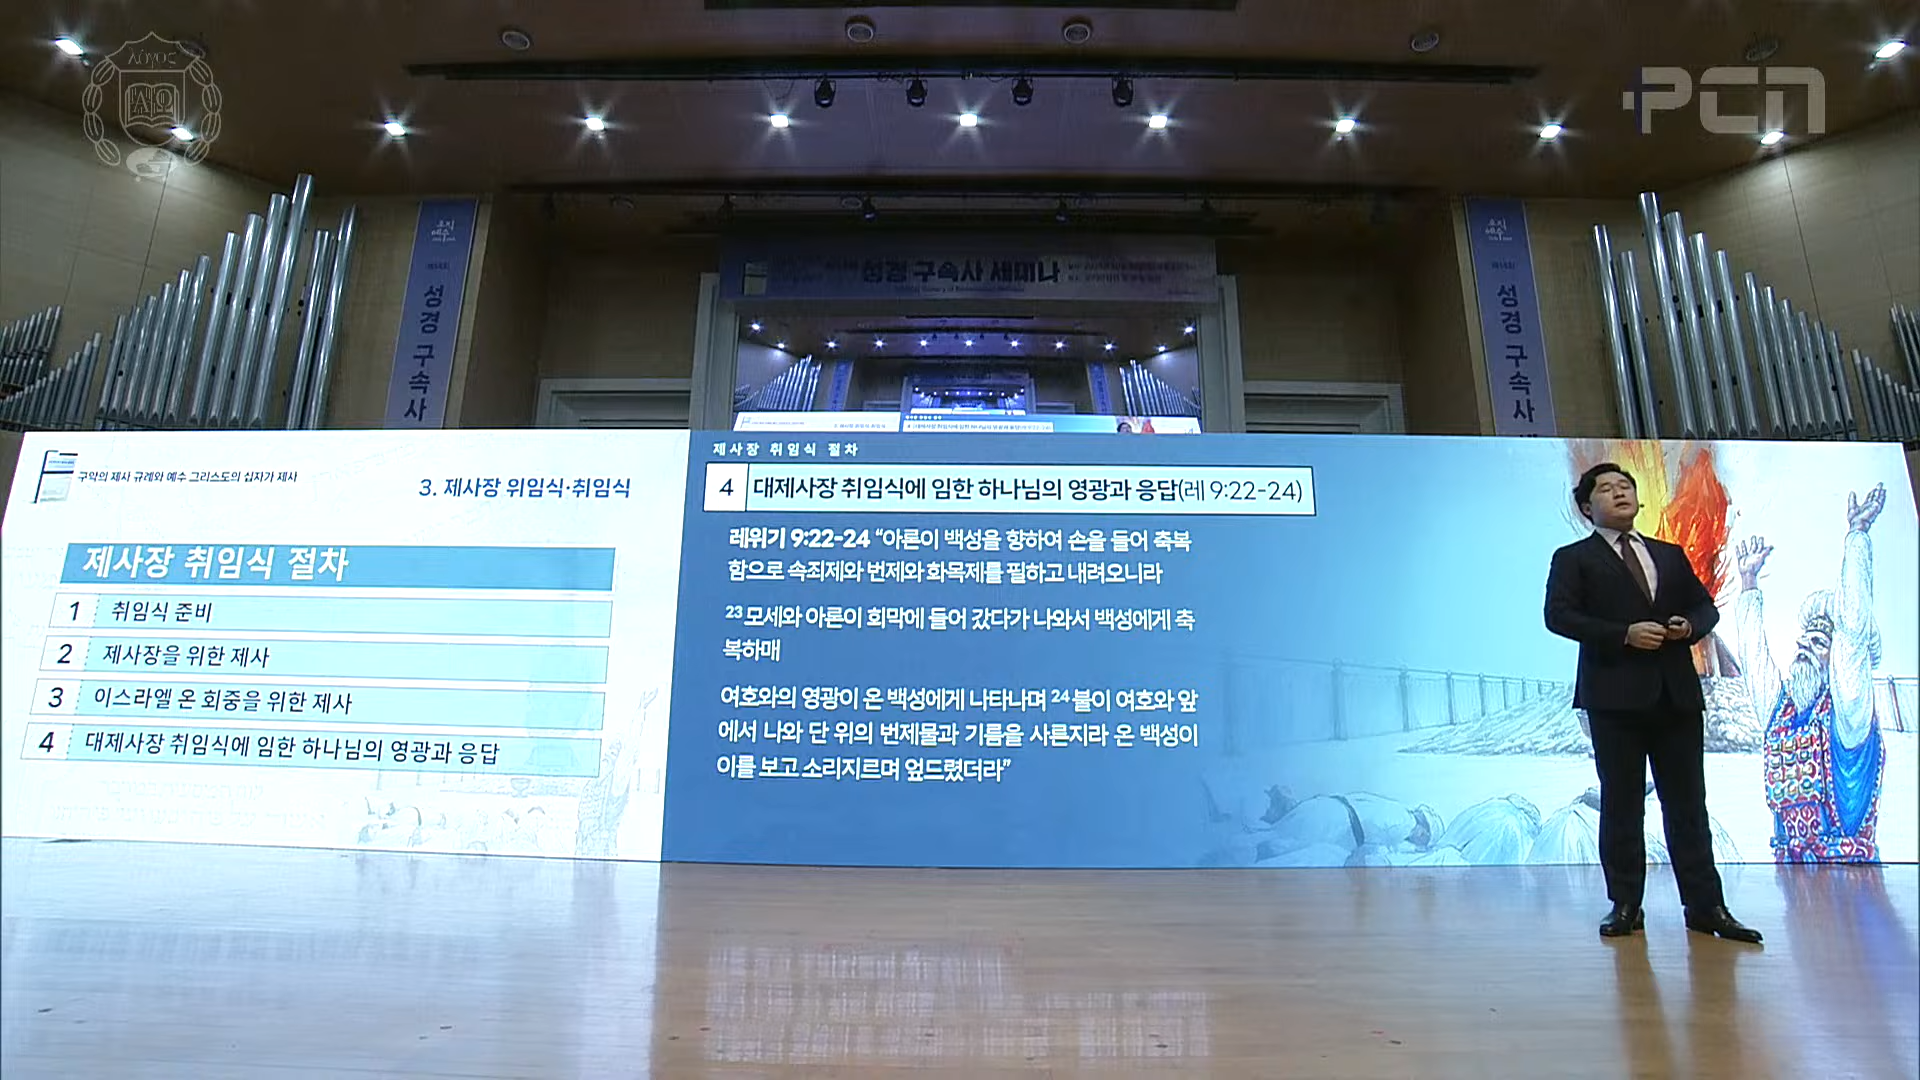 λόγος
ΑΩ
PCN
오직
예수
성경 구속사
성경 구속사 세미나
오직
예수
성경 구속사 세
구약의 제사 규례와 예수 그리스도의 십자가 제사
3. 제사장 위임식·취임식
제사장 취임식 절차
1 취임식 준비
2 제사장을 위한 제사
3 이스라엘 온 회중을 위한 제사
4 대제사장 취임식에 임한 하나님의 영광과 응답
제사장 취임식 절차
4 대제사장 취임식에 임한 하나님의 영광과 응답(레 9:22-24)
레위기 9:22-24 “아론이 백성을 향하여 손을 들어 축복
함으로 속죄제와 번제와 화목제를 필하고 내려오니라
23 모세와 아론이 회막에 들어 갔다가 나와서 백성에게 축
복하매
여호와의 영광이 온 백성에게 나타나며 24 불이 여호와 앞
에서 나와 단 위의 번제물과 기름을 사른지라 온 백성이
이를 보고 소리지르며 엎드렸더라”